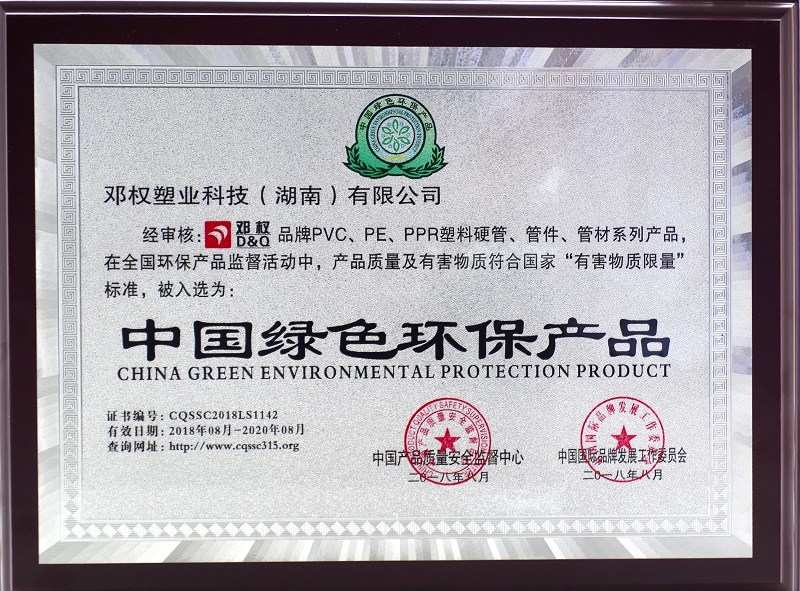 中国绿色环保产品
邓权塑业科技（湖南）有限公司
经审核：邓权 D&Q 品牌PVC、PE、PPR塑料硬管、管件、管材系列产品，
在全国环保产品监督活动中，产品质量及有害物质符合国家“有害物质限量”
标准，被入选为：
中国绿色环保产品
CHINA GREEN ENVIRONMENTAL PROTECTION PRODUCT
证书编号：CQSSC2018LS1142
有效日期：2018年08月-2020年08月
查询网址：http://www.cqssc315.org
中国产品质量安全监督中心
二〇一八年八月
中国国际品牌发展工作委员会
二〇一八年八月